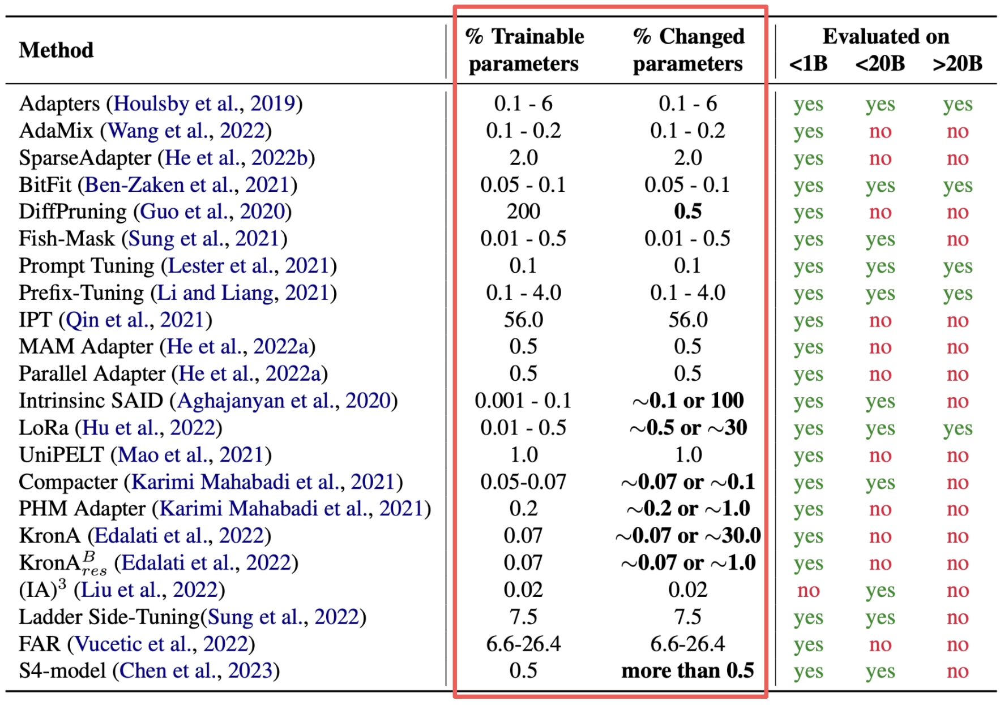 Method % Trainable parameters % Changed parameters Evaluated on <1B <20B >20B
Adapters (Houlsby et al., 2019) 0.1 - 6 0.1 - 6 yes yes yes
AdaMix (Wang et al., 2022) 0.1 - 0.2 0.1 - 0.2 yes no no
SparseAdapter (He et al., 2022b) 2.0 2.0 yes no no
BitFit (Ben-Zaken et al., 2021) 0.05 - 0.1 0.05 - 0.1 yes yes yes
DiffPruning (Guo et al., 2020) 200 0.5 yes no no
Fish-Mask (Sung et al., 2021) 0.01 - 0.5 0.01 - 0.5 yes yes no
Prompt Tuning (Lester et al., 2021) 0.1 0.1 yes yes yes
Prefix-Tuning (Li and Liang, 2021) 0.1 - 4.0 0.1 - 4.0 yes yes yes
IPT (Qin et al., 2021) 56.0 56.0 yes no no
MAM Adapter (He et al., 2022a) 0.5 0.5 yes no no
Parallel Adapter (He et al., 2022a) 0.5 0.5 yes no no
Intrinsinc SAID (Aghajanyan et al., 2020) 0.001 - 0.1 ~0.1 or 100 yes yes no
LoRa (Hu et al., 2022) 0.01 - 0.5 ~0.5 or ~30 yes yes yes
UniPELT (Mao et al., 2021) 1.0 1.0 yes no no
Compacter (Karimi Mahabadi et al., 2021) 0.05-0.07 ~0.07 or ~0.1 yes yes no
PHM Adapter (Karimi Mahabadi et al., 2021) 0.2 ~0.2 or ~1.0 yes no no
KronA (Edalati et al., 2022) 0.07 ~0.07 or ~30.0 yes no no
KronA^B_res (Edalati et al., 2022) 0.07 ~0.07 or ~1.0 yes no no
(IA)³ (Liu et al., 2022) 0.02 0.02 no yes no
Ladder Side-Tuning(Sung et al., 2022) 7.5 7.5 yes yes no
FAR (Vucetic et al., 2022) 6.6-26.4 6.6-26.4 yes no no
S4-model (Chen et al., 2023) 0.5 more than 0.5 yes yes no